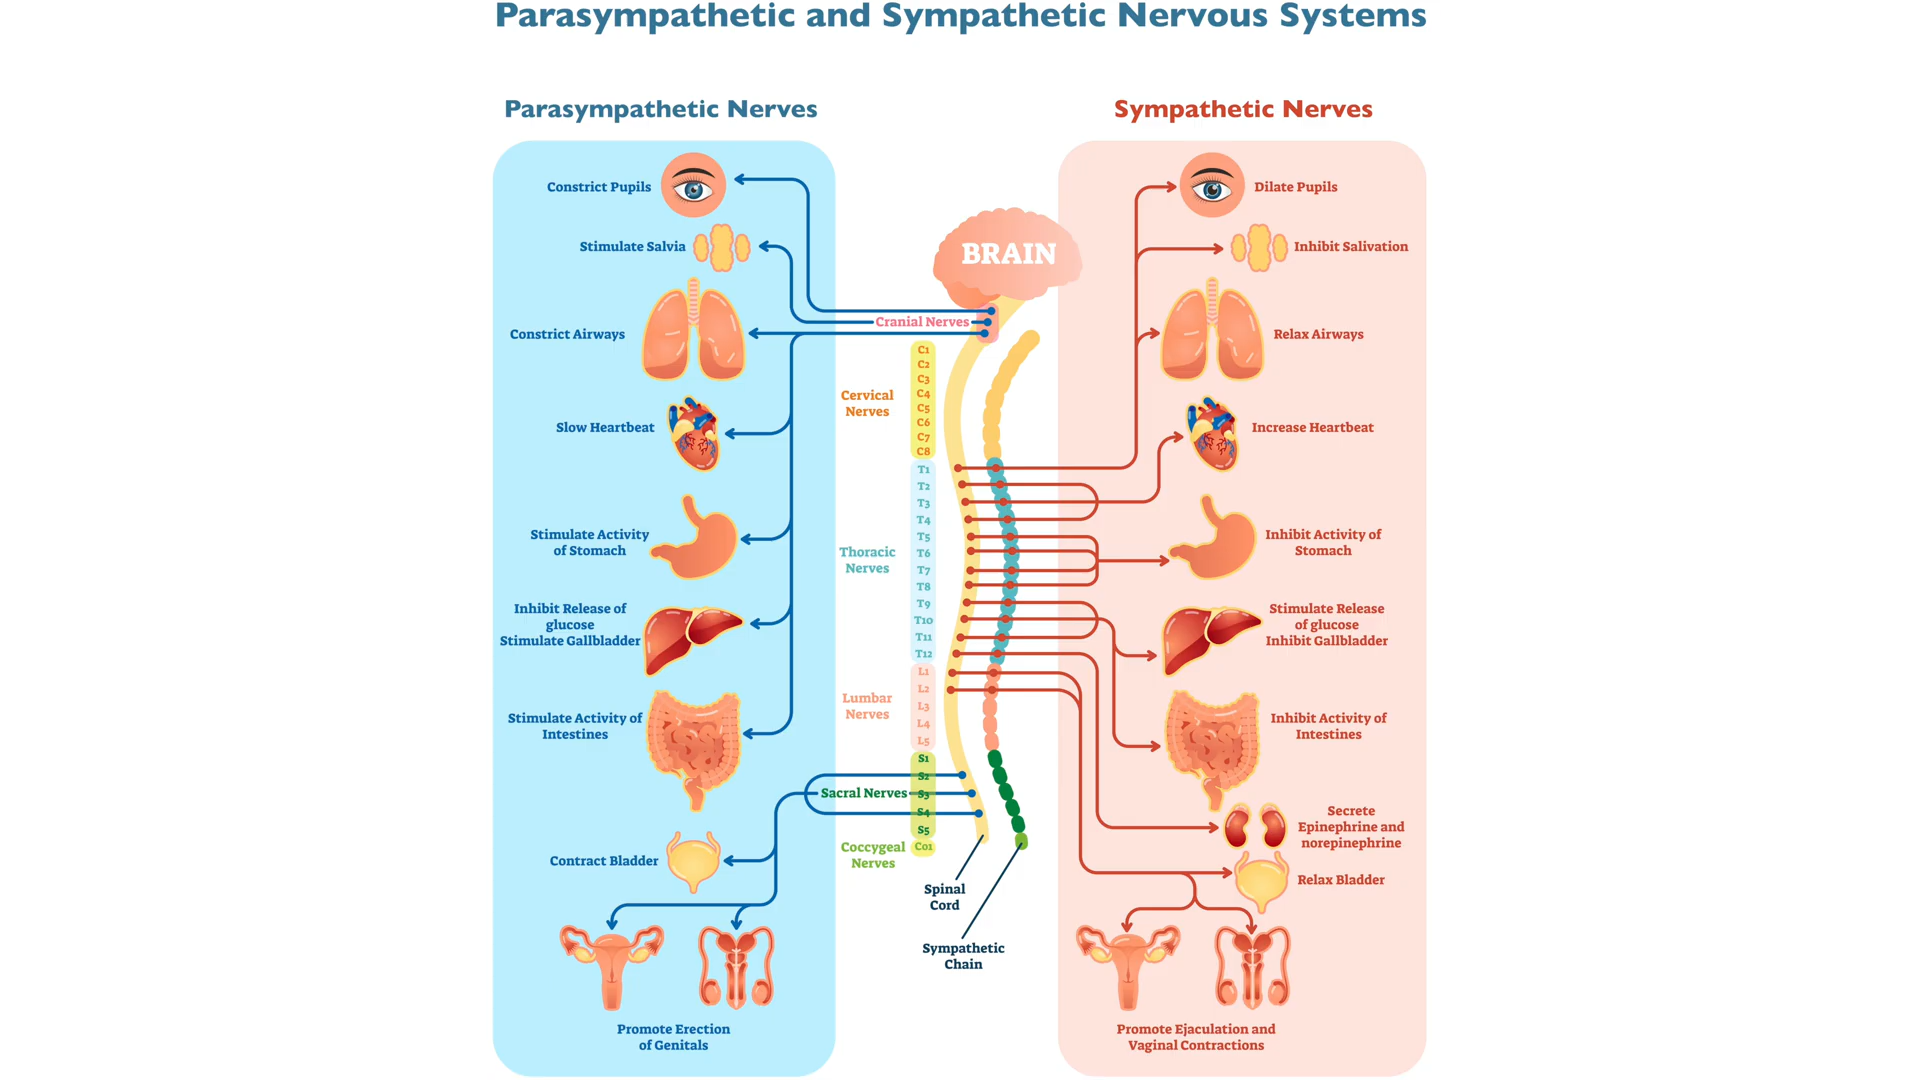 Parasympathetic and Sympathetic Nervous Systems
Parasympathetic Nerves
Constrict Pupils
Stimulate Salvia
Constrict Airways
Slow Heartbeat
Stimulate Activity
of Stomach
Inhibit Release of
glucose
Stimulate Gallbladder
Stimulate Activity of
Intestines
Contract Bladder
Promote Erection
of Genitals
BRAIN
Cranial Nerves
Cervical
Nerves
C1
C2
C3
C4
C5
C6
C7
C8
Thoracic
Nerves
T1
T2
T3
T4
T5
T6
T7
T8
T9
T10
T11
T12
Lumbar
Nerves
L1
L2
L3
L4
L5
Sacral Nerves
S1
S2
S3
S4
S5
Coccygeal
Nerves
Co1
Spinal
Cord
Sympathetic
Chain
Sympathetic Nerves
Dilate Pupils
Inhibit Salivation
Relax Airways
Increase Heartbeat
Inhibit Activity of
Stomach
Stimulate Release
of glucose
Inhibit Gallbladder
Inhibit Activity of
Intestines
Secrete
Epinephrine and
norepinephrine
Relax Bladder
Promote Ejaculation and
Vaginal Contractions